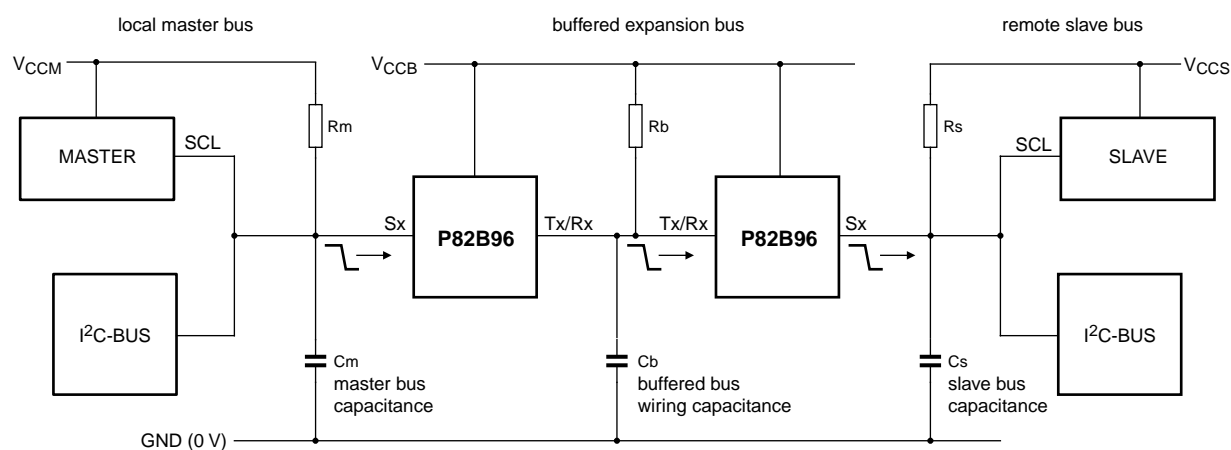 local master bus
buffered expansion bus
remote slave bus
VCCM
VCCB
VCCS
Rm
Rb
Rs
MASTER
SCL
SCL
SLAVE
Sx
P82B96
Tx/Rx
Tx/Rx
P82B96
Sx
I²C-BUS
I²C-BUS
Cm
master bus
capacitance
Cb
buffered bus
wiring capacitance
Cs
slave bus
capacitance
GND (0 V)